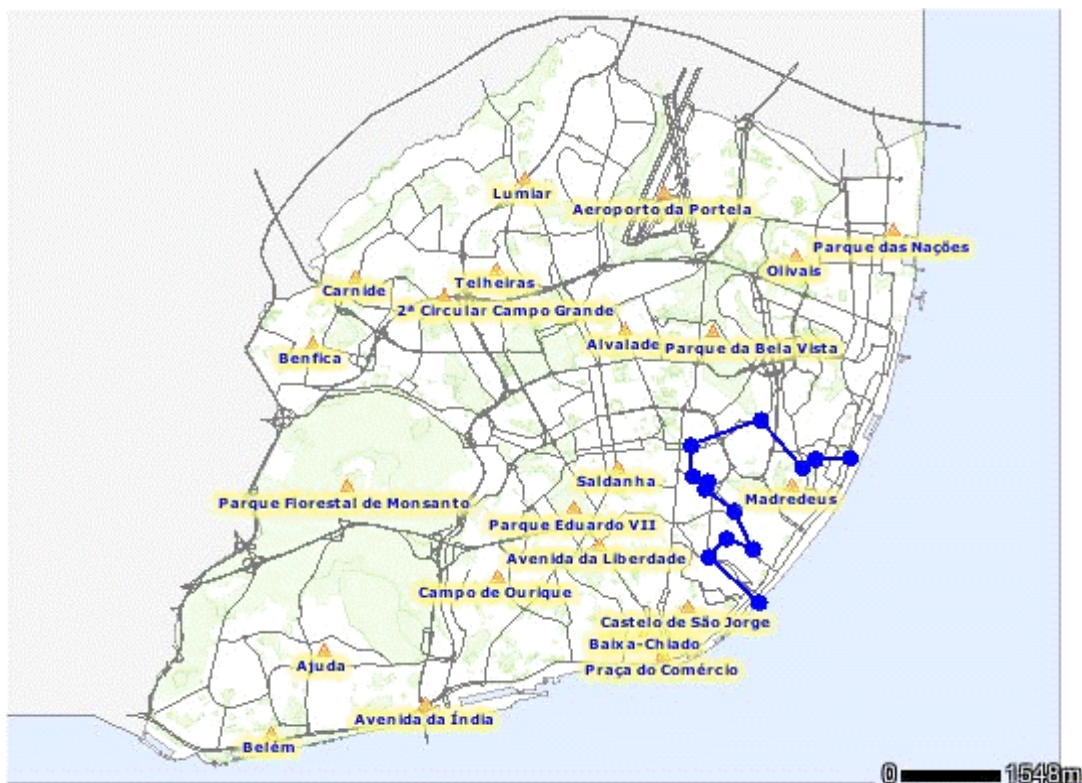 Lumiar
Aeroporto da Portela
Parque das Nações
Olivais
Telheiras
Carnide
2ª Circular Campo Grande
Alvalade
Parque da Bela Vista
Benfica
Saldanha
Madredeus
Parque Florestal de Monsanto
Parque Eduardo VII
Avenida da Liberdade
Campo de Ourique
Castelo de São Jorge
Baixa-Chiado
Ajuda
Praça do Comércio
Avenida da Índia
Belém
0 1548m